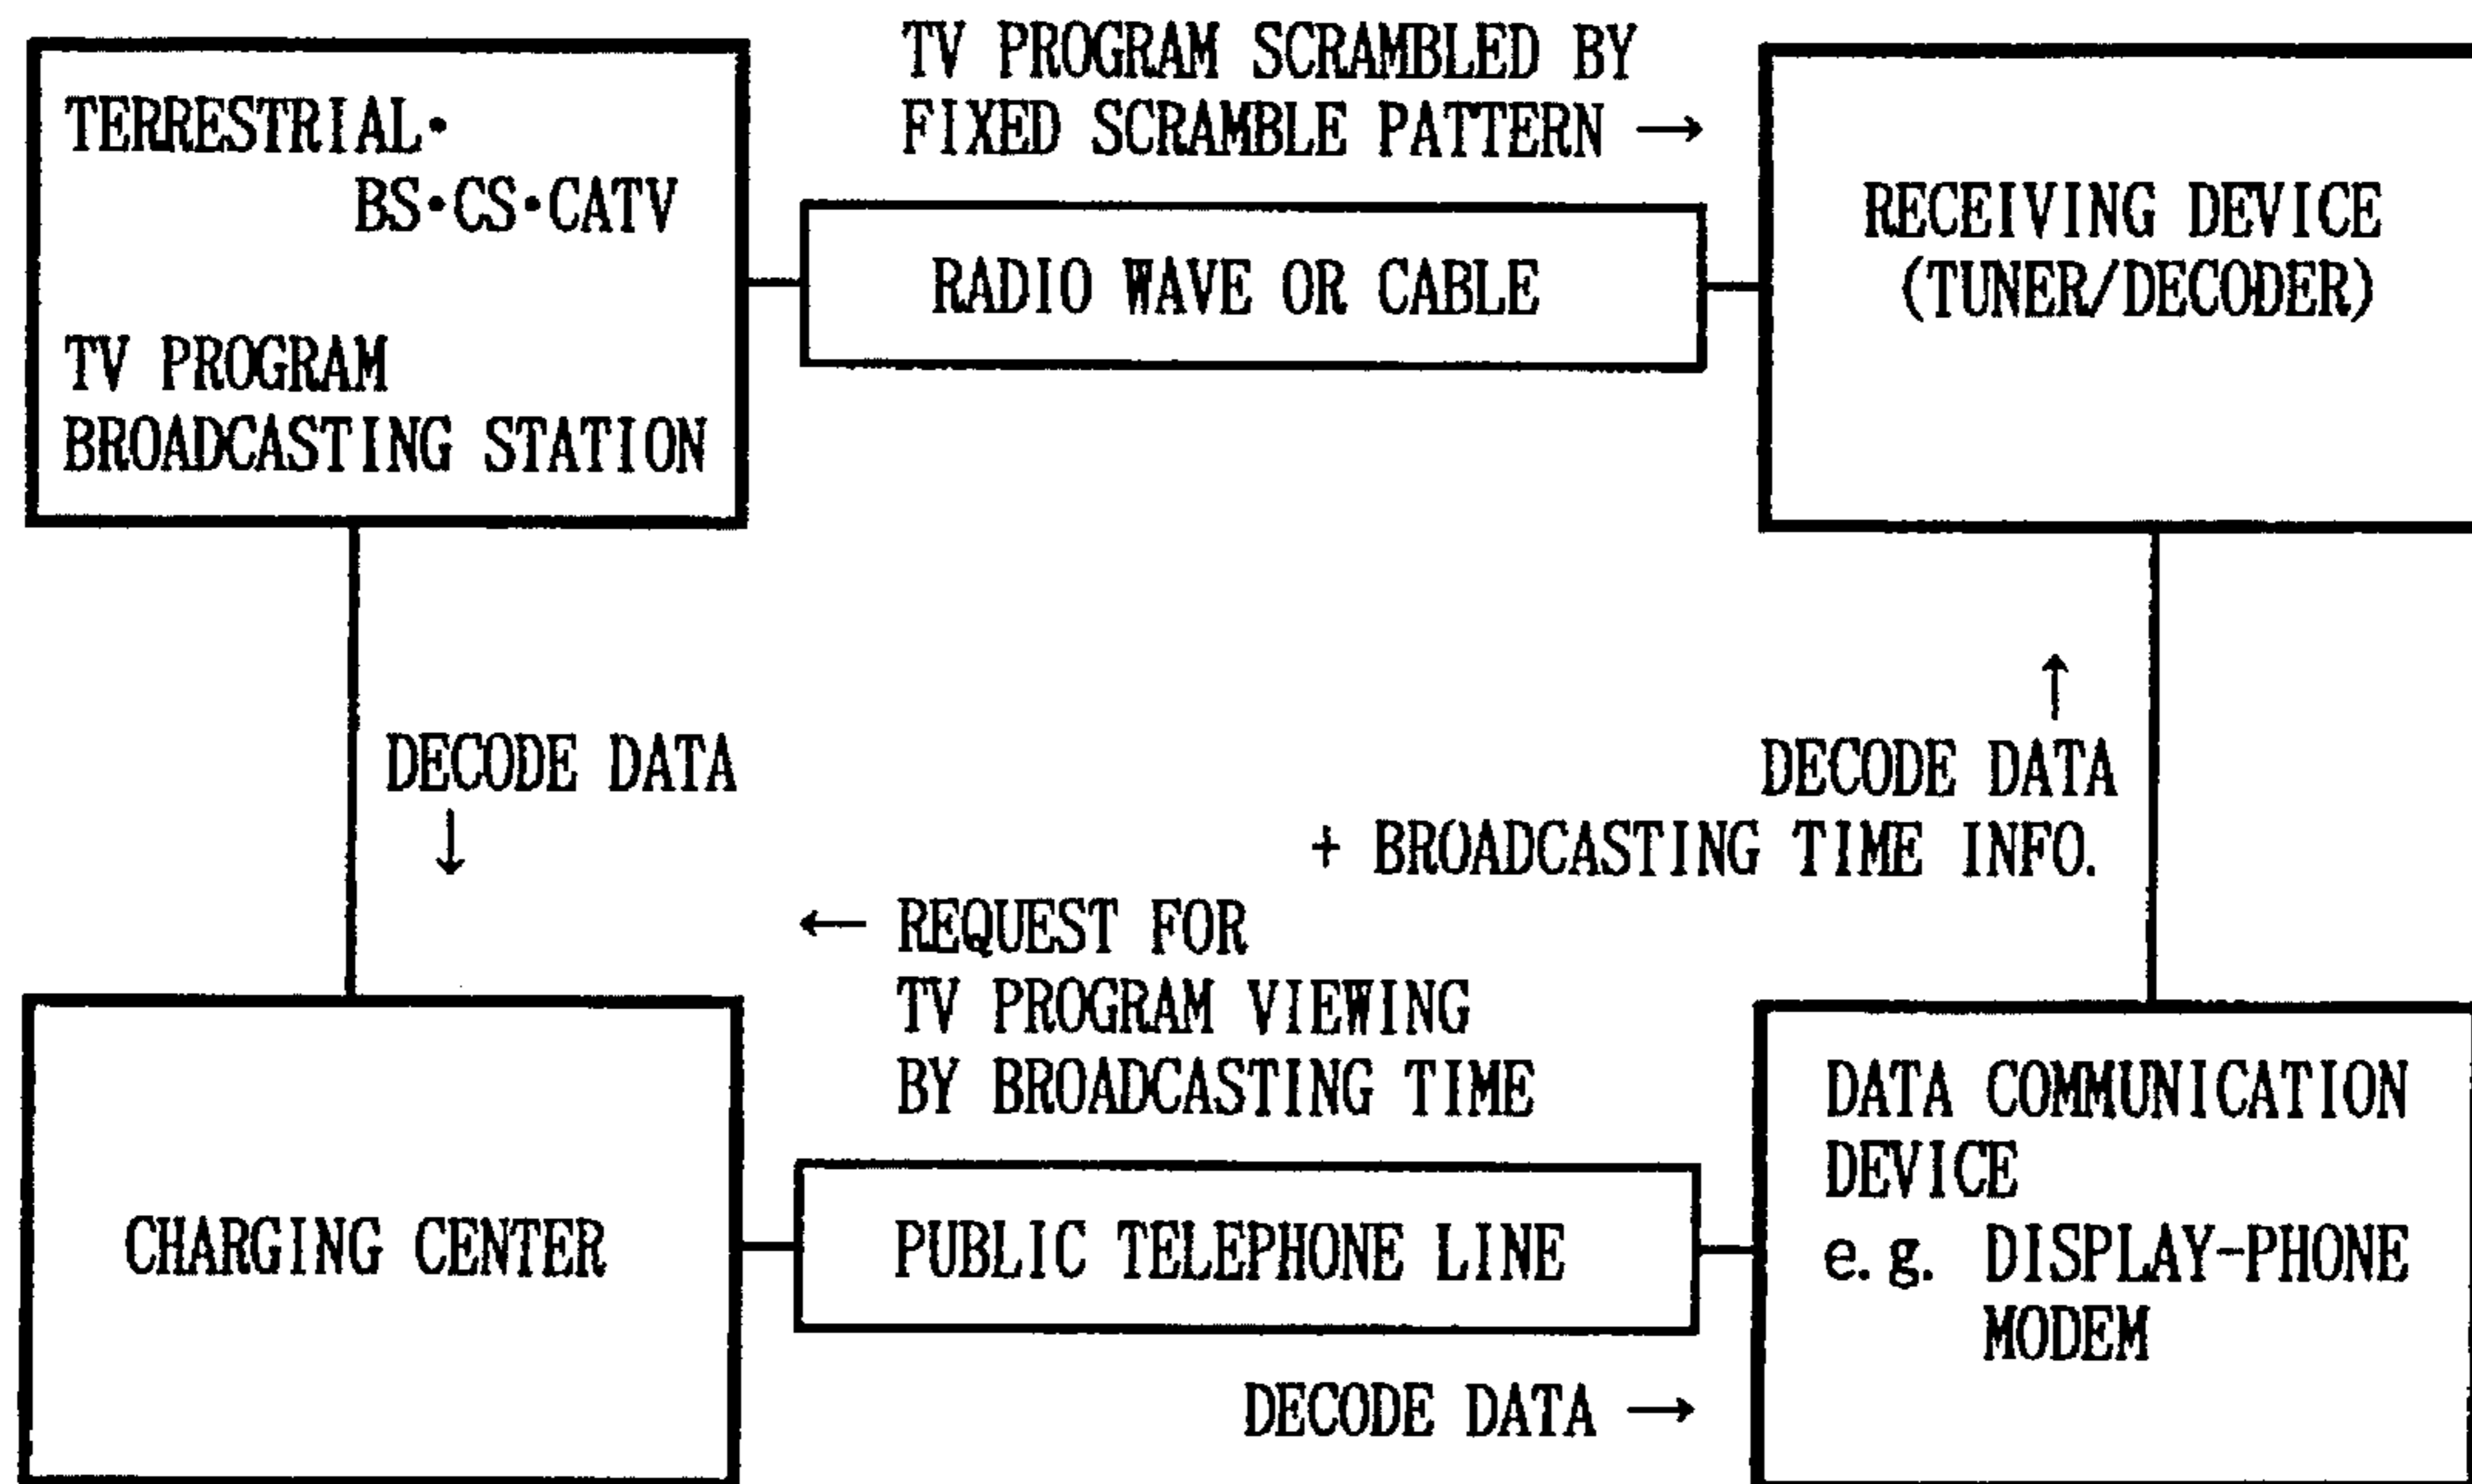 TERRESTRIAL・
BS・CS・CATV
TV PROGRAM
BROADCASTING STATION
TV PROGRAM SCRAMBLED BY
FIXED SCRAMBLE PATTERN →
RADIO WAVE OR CABLE
RECEIVING DEVICE
(TUNER/DECODER)
DECODE DATA
↓
↑
DECODE DATA
+ BROADCASTING TIME INFO.
← REQUEST FOR
TV PROGRAM VIEWING
BY BROADCASTING TIME
CHARGING CENTER
PUBLIC TELEPHONE LINE
DECODE DATA →
DATA COMMUNICATION
DEVICE
e.g. DISPLAY-PHONE
MODEM